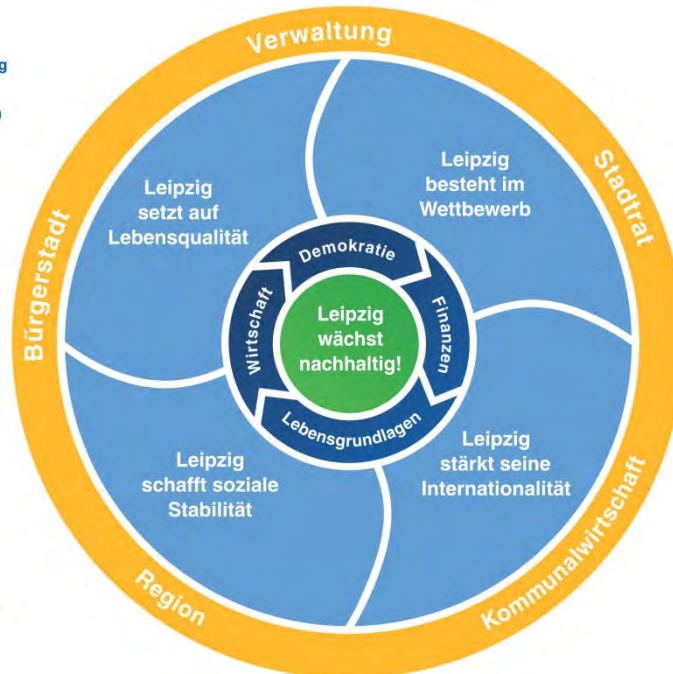 Verwaltung
Stadtrat
Kommunalwirtschaft
Region
Bürgerstadt
Leipzig
setzt auf
Lebensqualität
Leipzig
besteht im
Wettbewerb
Leipzig
schafft soziale
Stabilität
Leipzig
stärkt seine
Internationalität
Demokratie
Finanzen
Lebensgrundlagen
Wirtschaft
Leipzig
wächst
nachhaltig!